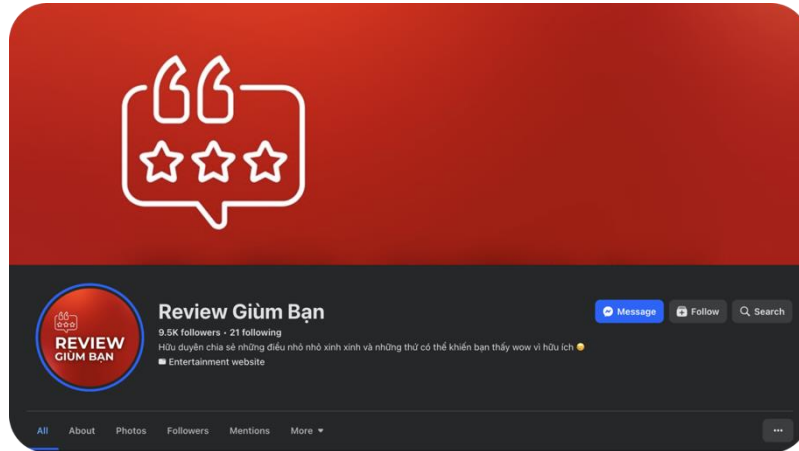 REVIEW
GIÙM BẠN
Review Giùm Bạn
9.5K followers • 21 following
Hữu duyên chia sẻ những điều nhỏ nhỏ xinh xinh và những thứ có thể khiến bạn thấy wow vì hữu ích 😊
Entertainment website
Message
Follow
Search
All
About
Photos
Followers
Mentions
More